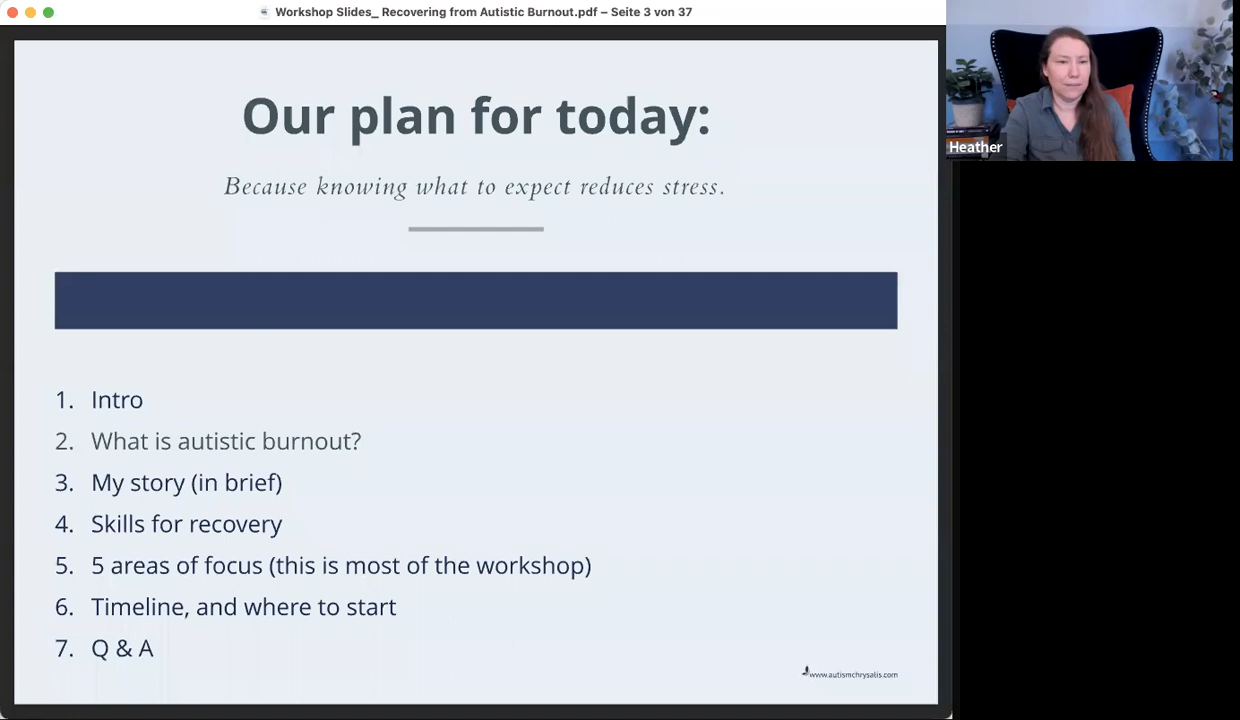 Workshop Slides_ Recovering from Autistic Burnout.pdf – Seite 3 von 37
Our plan for today:
Because knowing what to expect reduces stress.
1. Intro
2. What is autistic burnout?
3. My story (in brief)
4. Skills for recovery
5. 5 areas of focus (this is most of the workshop)
6. Timeline, and where to start
7. Q & A
www.autismchrysalis.com
Heather